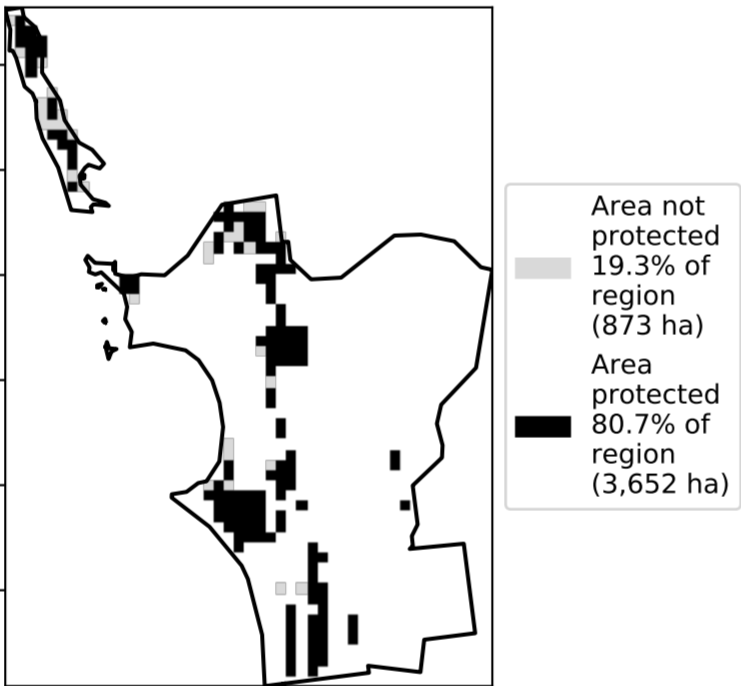 Area not
protected
19.3% of
region
(873 ha)
Area
protected
80.7% of
region
(3,652 ha)